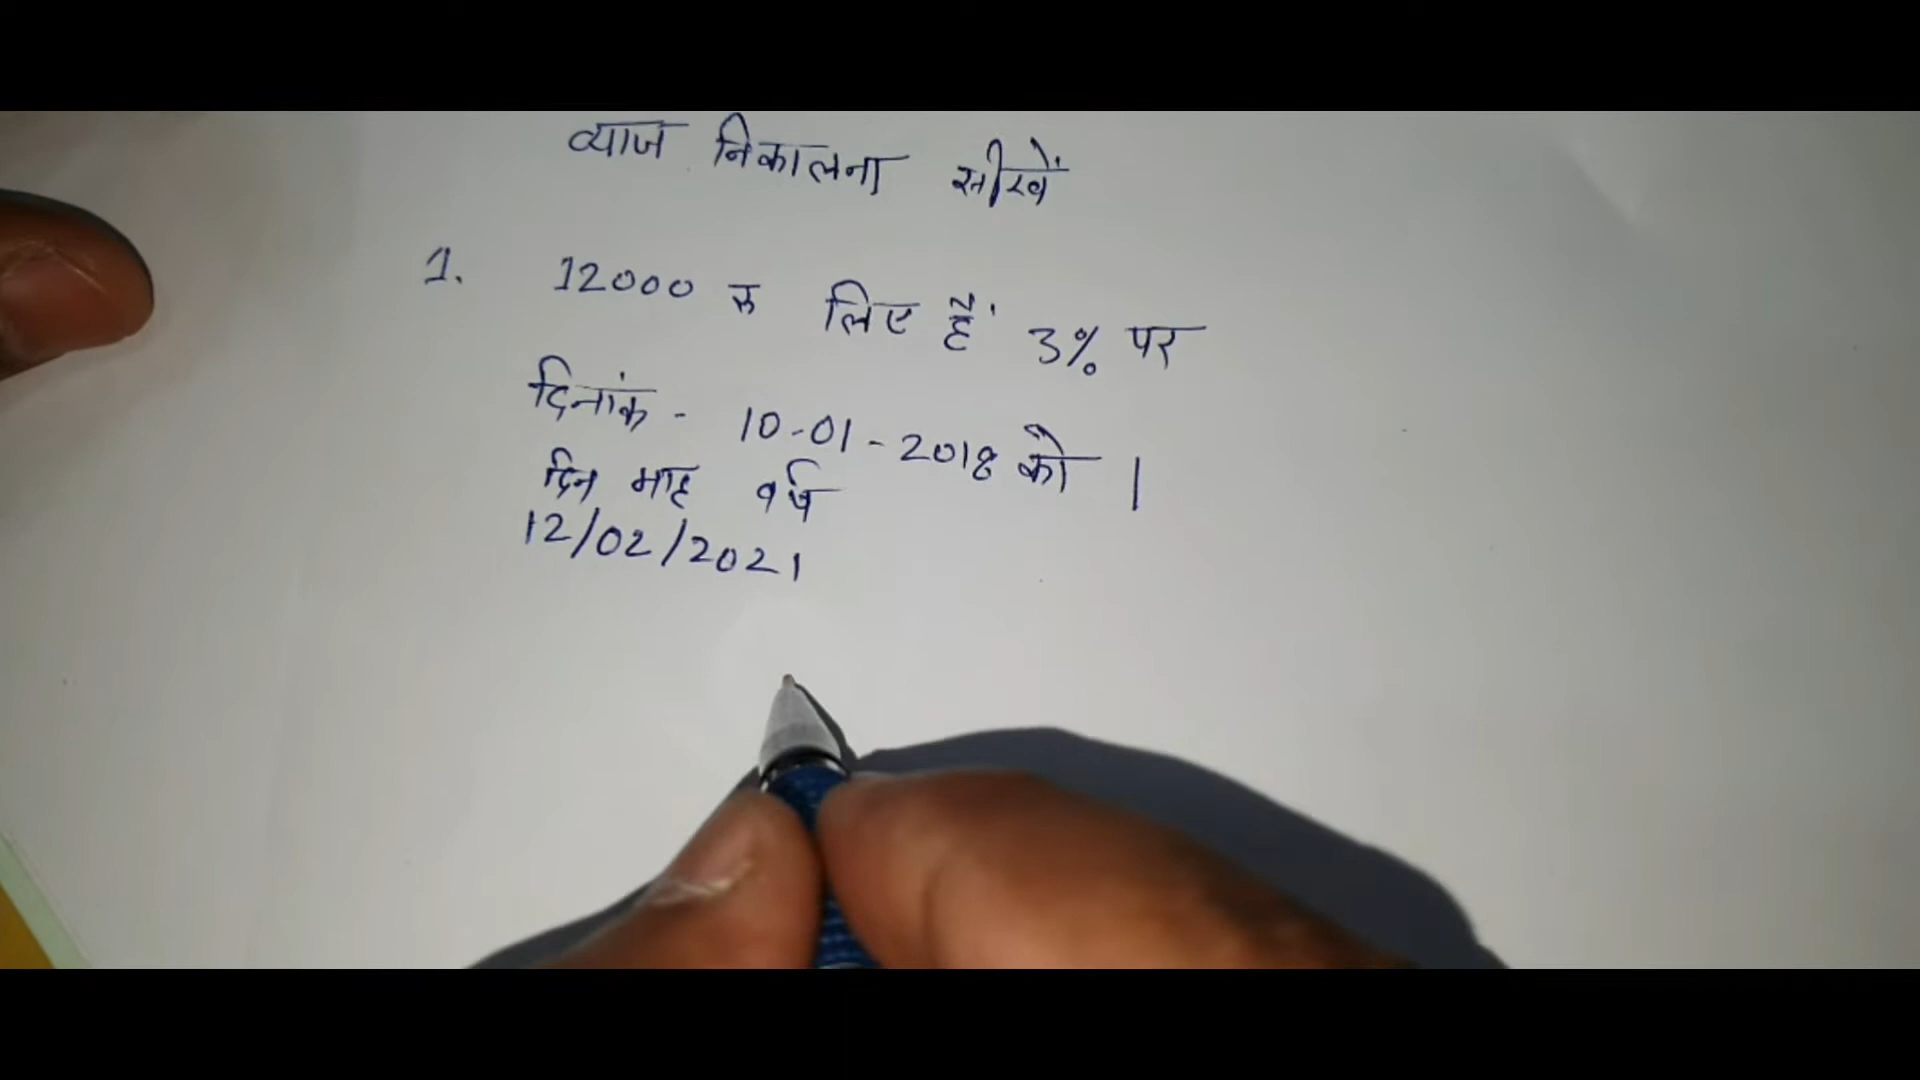 व्याज निकालना सीखें
1. 12000 रु लिए हैं 3% पर
दिनांक - 10-01-2018 को ।
दिन माह वर्ष
12/02/2021